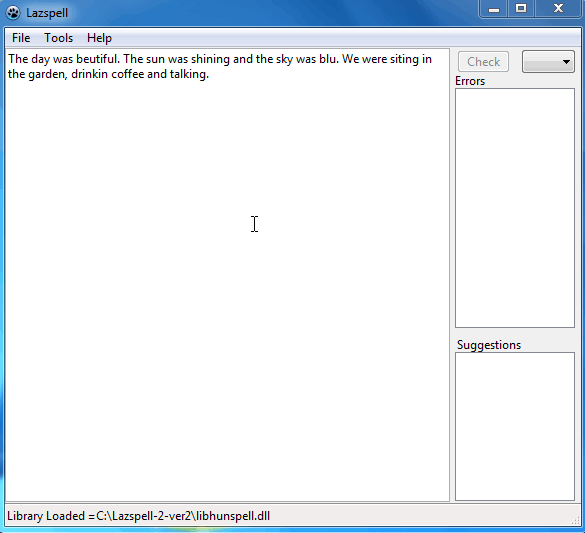 Lazspell
File Tools Help
The day was beutiful. The sun was shining and the sky was blu. We were siting in
the garden, drinkin coffee and talking.
Check
Errors
Suggestions
Library Loaded =C:\Lazspell-2-ver2\libhunspell.dll